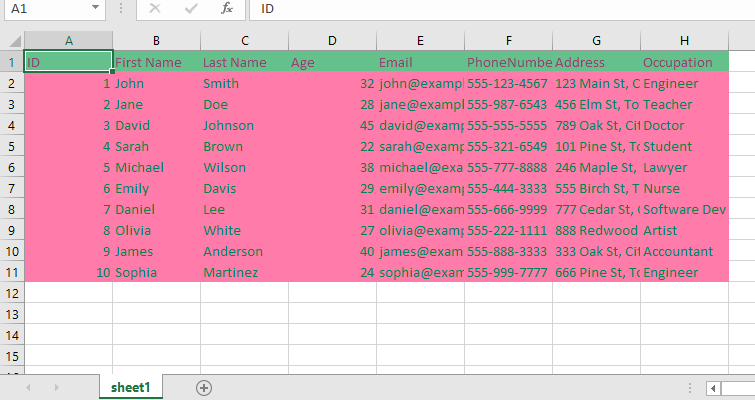 A1 fx ID
A B C D E F G H
1 ID First Name Last Name Age Email PhoneNumbe Address Occupation
2 1 John Smith 32 john@exampl 555-123-4567 123 Main St, C Engineer
3 2 Jane Doe 28 jane@exampl 555-987-6543 456 Elm St, To Teacher
4 3 David Johnson 45 david@examp 555-555-5555 789 Oak St, Cit Doctor
5 4 Sarah Brown 22 sarah@examp 555-321-6549 101 Pine St, To Student
6 5 Michael Wilson 38 michael@exa 555-777-8888 246 Maple St, Lawyer
7 6 Emily Davis 29 emily@examp 555-444-3333 555 Birch St, T Nurse
8 7 Daniel Lee 31 daniel@exam 555-666-9999 777 Cedar St, Software Dev
9 8 Olivia White 27 olivia@examp 555-222-1111 888 Redwood Artist
10 9 James Anderson 40 james@exam 555-888-3333 333 Oak St, Cit Accountant
11 10 Sophia Martinez 24 sophia@exam 555-999-7777 666 Pine St, To Engineer
12
13
14
15
sheet1